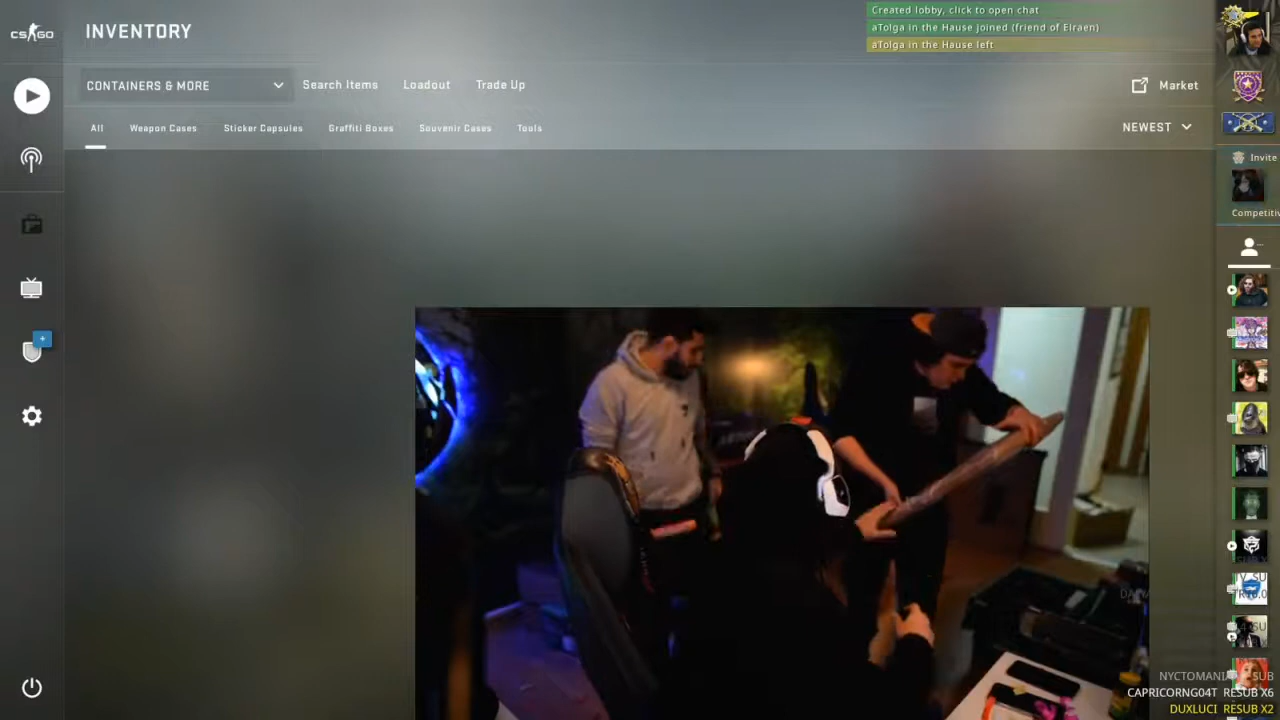 CS:GO
INVENTORY
Created lobby, click to open chat
aTolga in the Hause joined (friend of Elraen)
aTolga in the Hause left
CONTAINERS & MORE
Search Items
Loadout
Trade Up
Market
All
Weapon Cases
Sticker Capsules
Graffiti Boxes
Souvenir Cases
Tools
NEWEST
Invite
Competitiv
CAPRICORNG04T RESUB X6
DUXLUCI RESUB X2